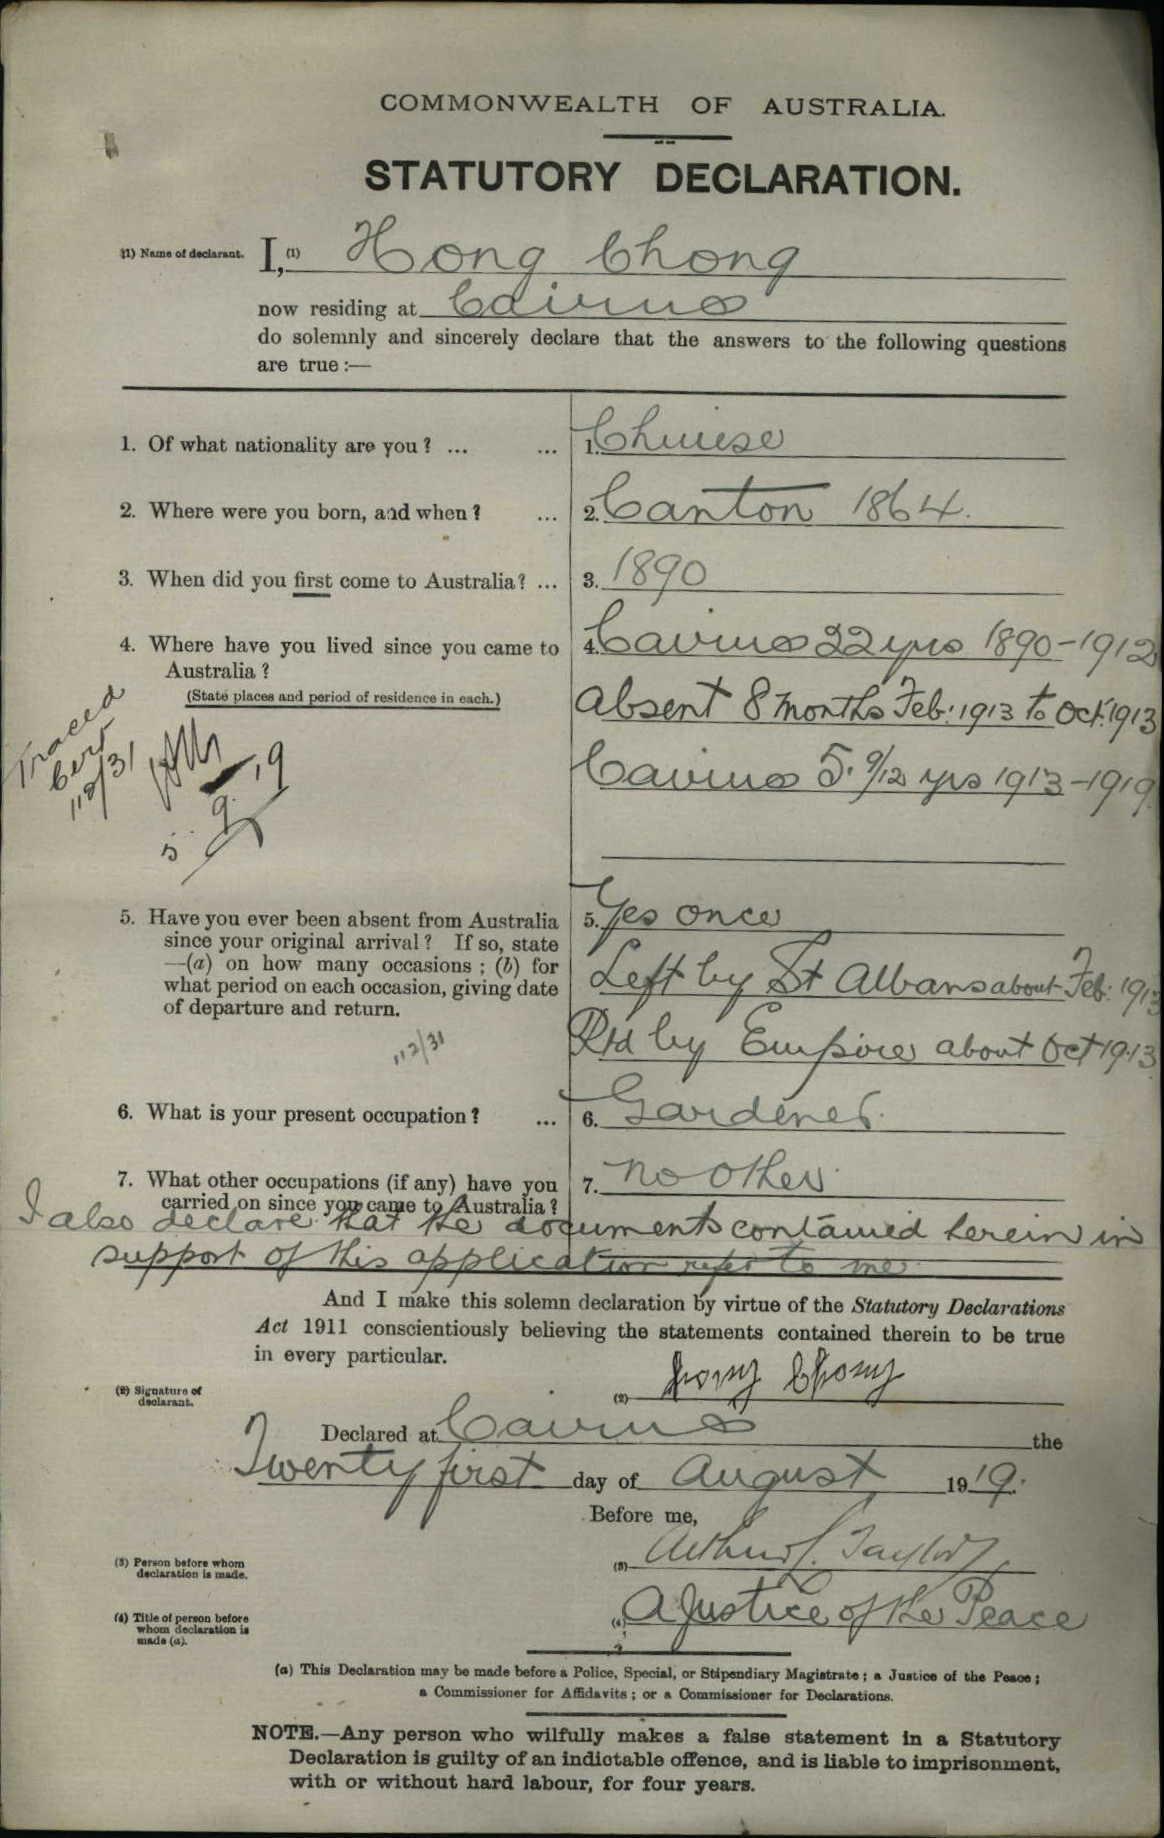 COMMONWEALTH OF AUSTRALIA.
STATUTORY DECLARATION.
(1) Name of declarant. I,(1) Hong Chong
now residing at Cairns
do solemnly and sincerely declare that the answers to the following questions
are true :—
1. Of what nationality are you ? ... ... 1. Chinese
2. Where were you born, and when ? ... 2. Canton 1864.
3. When did you first come to Australia ? ... 3. 1890
4. Where have you lived since you came to 4. Cairns 22 yrs 1890-1912
Australia ?
(State places and period of residence in each.) absent 8 months Feb. 1913 to Oct. 1913
Cairns 5. 9/12 yrs 1913-1919
Traced
Cert
112/31
5. 9. 19
5. Have you ever been absent from Australia 5. Yes once
since your original arrival ? If so, state
—(a) on how many occasions ; (b) for Left by St Albans about Feb. 1913
what period on each occasion, giving date
of departure and return.
112/31 Rtd by Empire about Oct 1913
6. What is your present occupation ? ... 6. Gardener.
7. What other occupations (if any) have you 7. no other
carried on since you came to Australia ?
I also declare that the documents contained herein in
support of this application refer to me
And I make this solemn declaration by virtue of the Statutory Declarations
Act 1911 conscientiously believing the statements contained therein to be true
in every particular.
(2) Signature of
declarant. (2) Hong Chong
Declared at Cairns the
Twenty first day of August 1919.
Before me,
(3) Person before whom
declaration is made. (3) Arthur J. Taylor
(4) Title of person before
whom declaration is
made (a). (4) A Justice of the Peace
(a) This Declaration may be made before a Police, Special, or Stipendiary Magistrate ; a Justice of the Peace ;
a Commissioner for Affidavits ; or a Commissioner for Declarations.
NOTE.—Any person who wilfully makes a false statement in a Statutory
Declaration is guilty of an indictable offence, and is liable to imprisonment,
with or without hard labour, for four years.